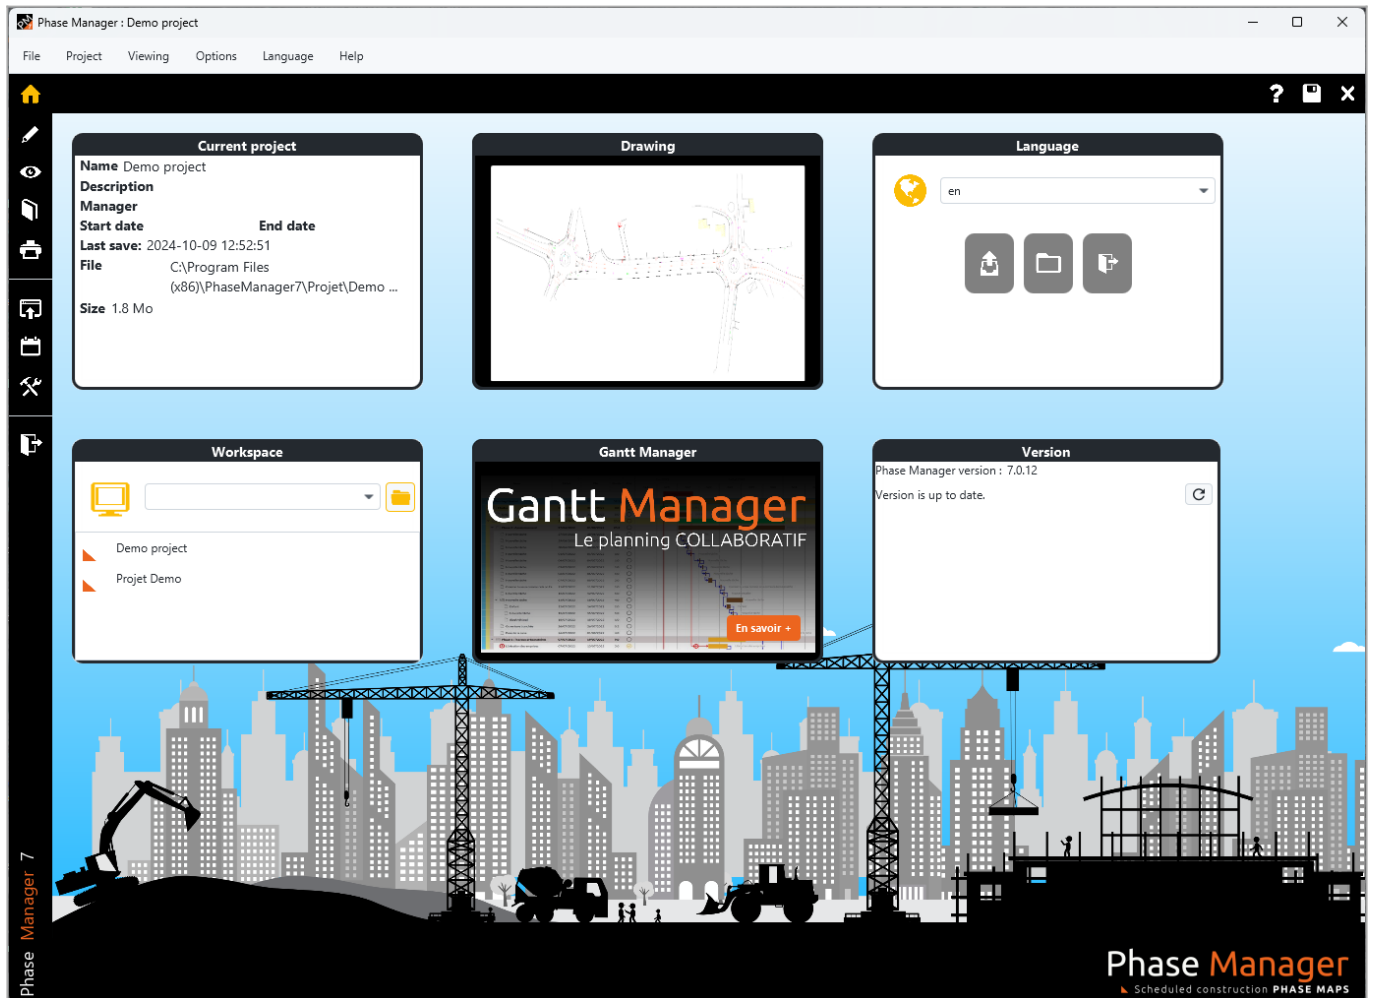 Phase Manager : Demo project
File Project Viewing Options Language Help
Current project
Name Demo project
Description
Manager
Start date End date
Last save: 2024-10-09 12:52:51
File C:\Program Files
(x86)\PhaseManager7\Projet\Demo ...
Size 1.8 Mo
Drawing
Language
en
Workspace
Demo project
Projet Demo
Gantt Manager
Gantt Manager
Le planning COLLABORATIF
En savoir +
Version
Phase Manager version : 7.0.12
Version is up to date.
Phase Manager 7
Phase Manager
Scheduled construction PHASE MAPS